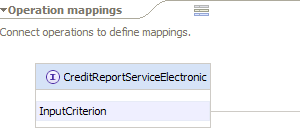 Operation mappings
Connect operations to define mappings.
I CreditReportServiceElectronic
InputCriterion